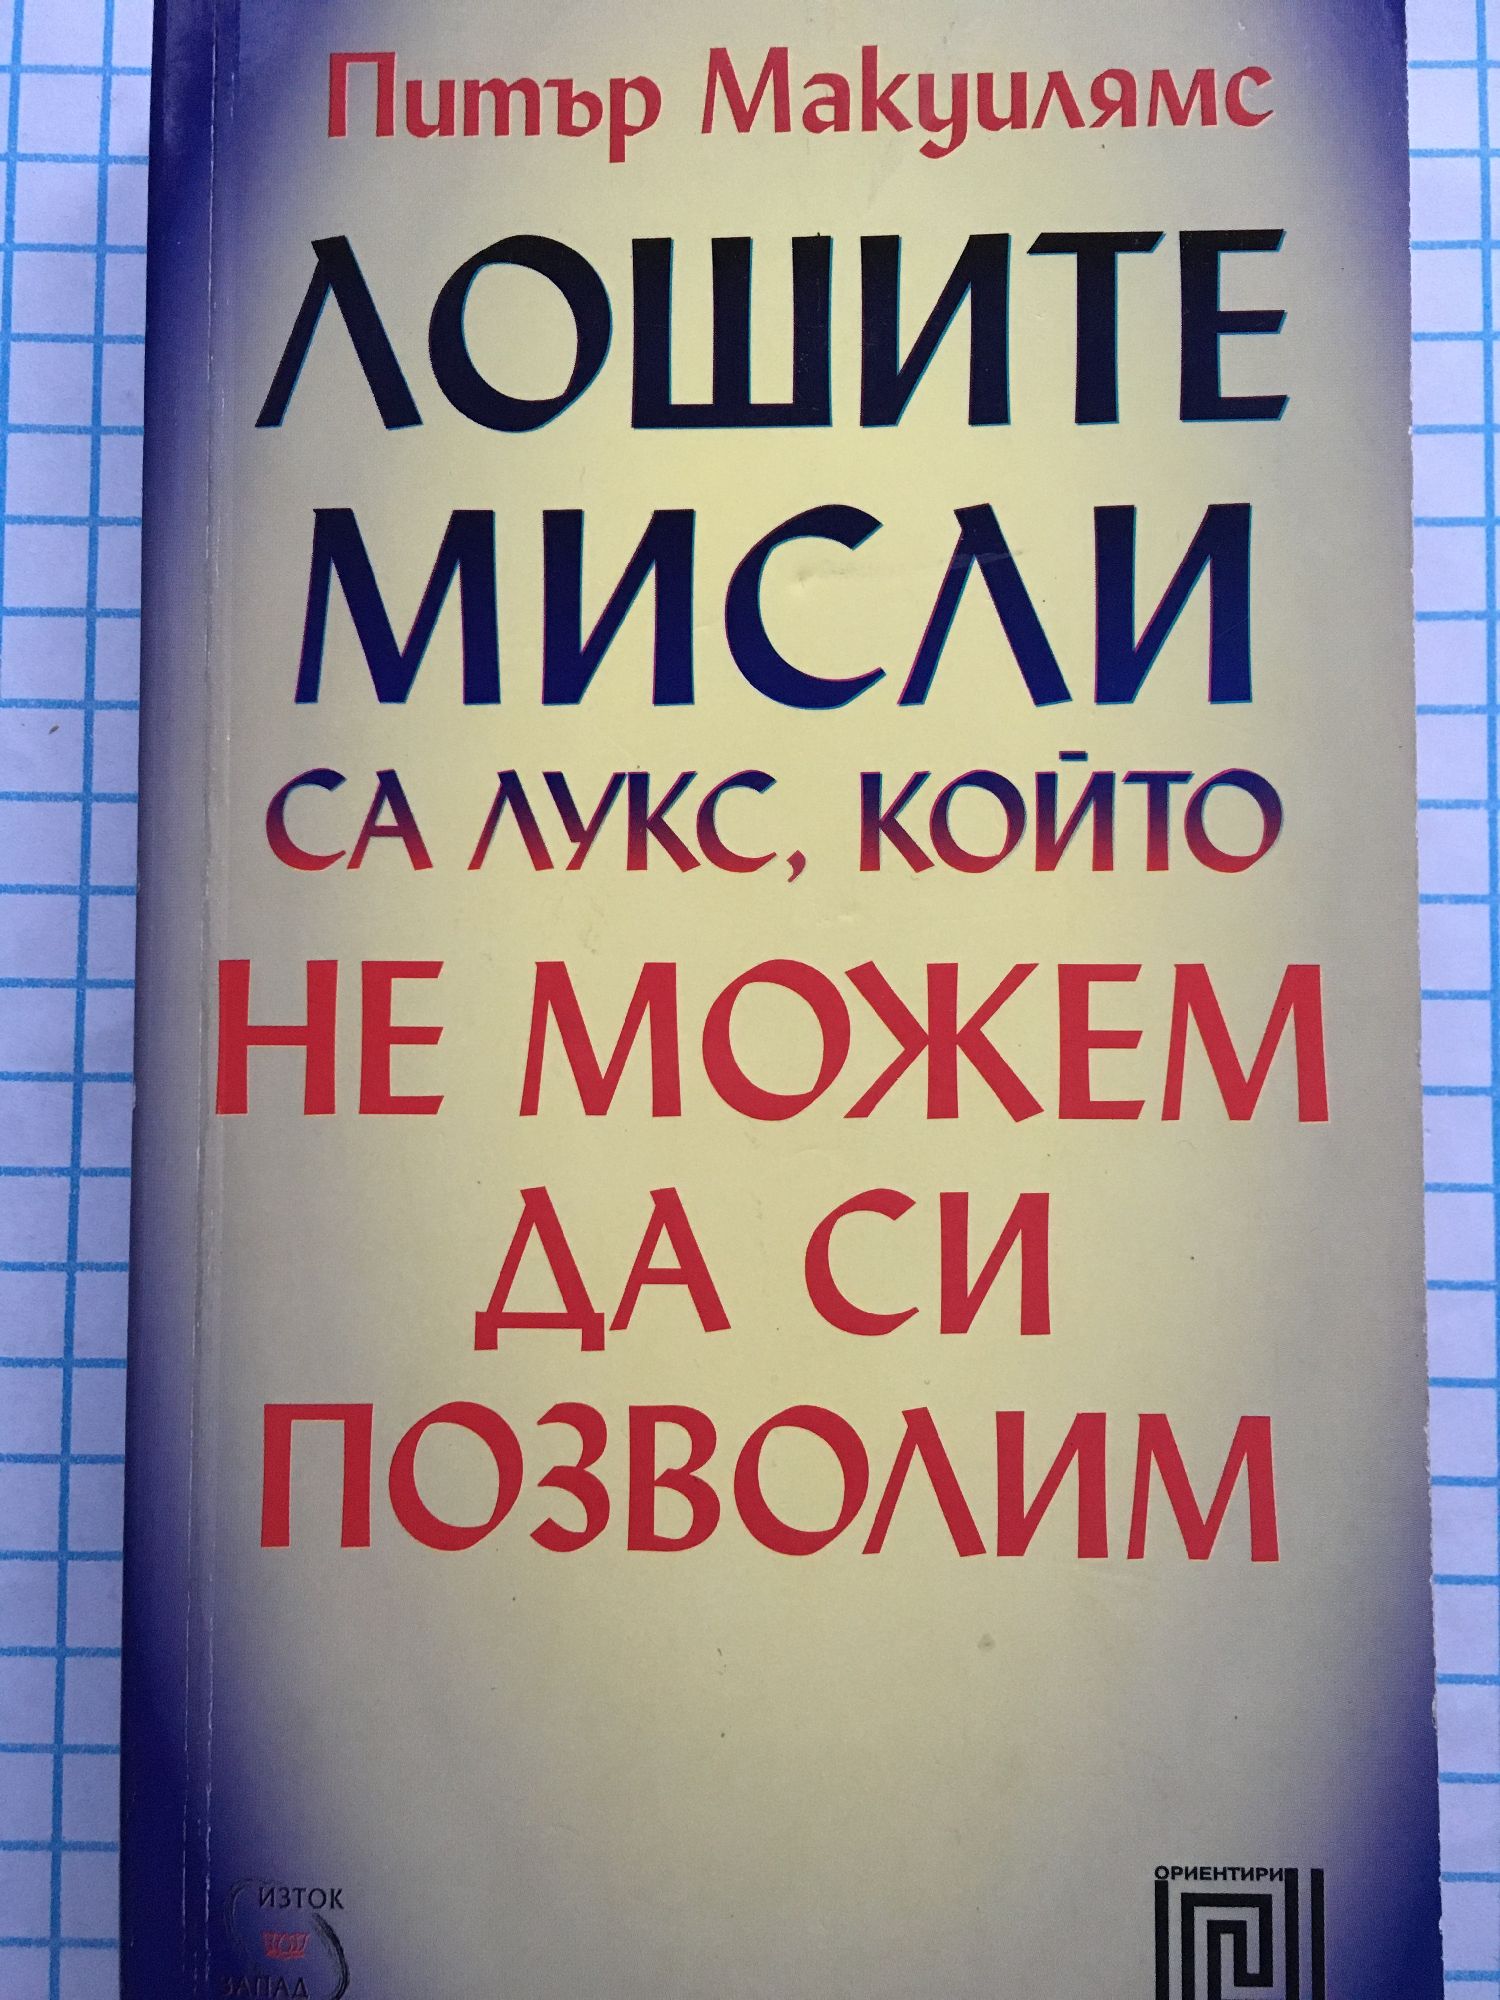 Питър Макуилямс
ЛОШИТЕ
МИСЛИ
СА ЛУКС, КОЙТО
НЕ МОЖЕМ
ДА СИ
ПОЗВОЛИМ
ИЗТОК
ЗАПАД
ОРИЕНТИРИ